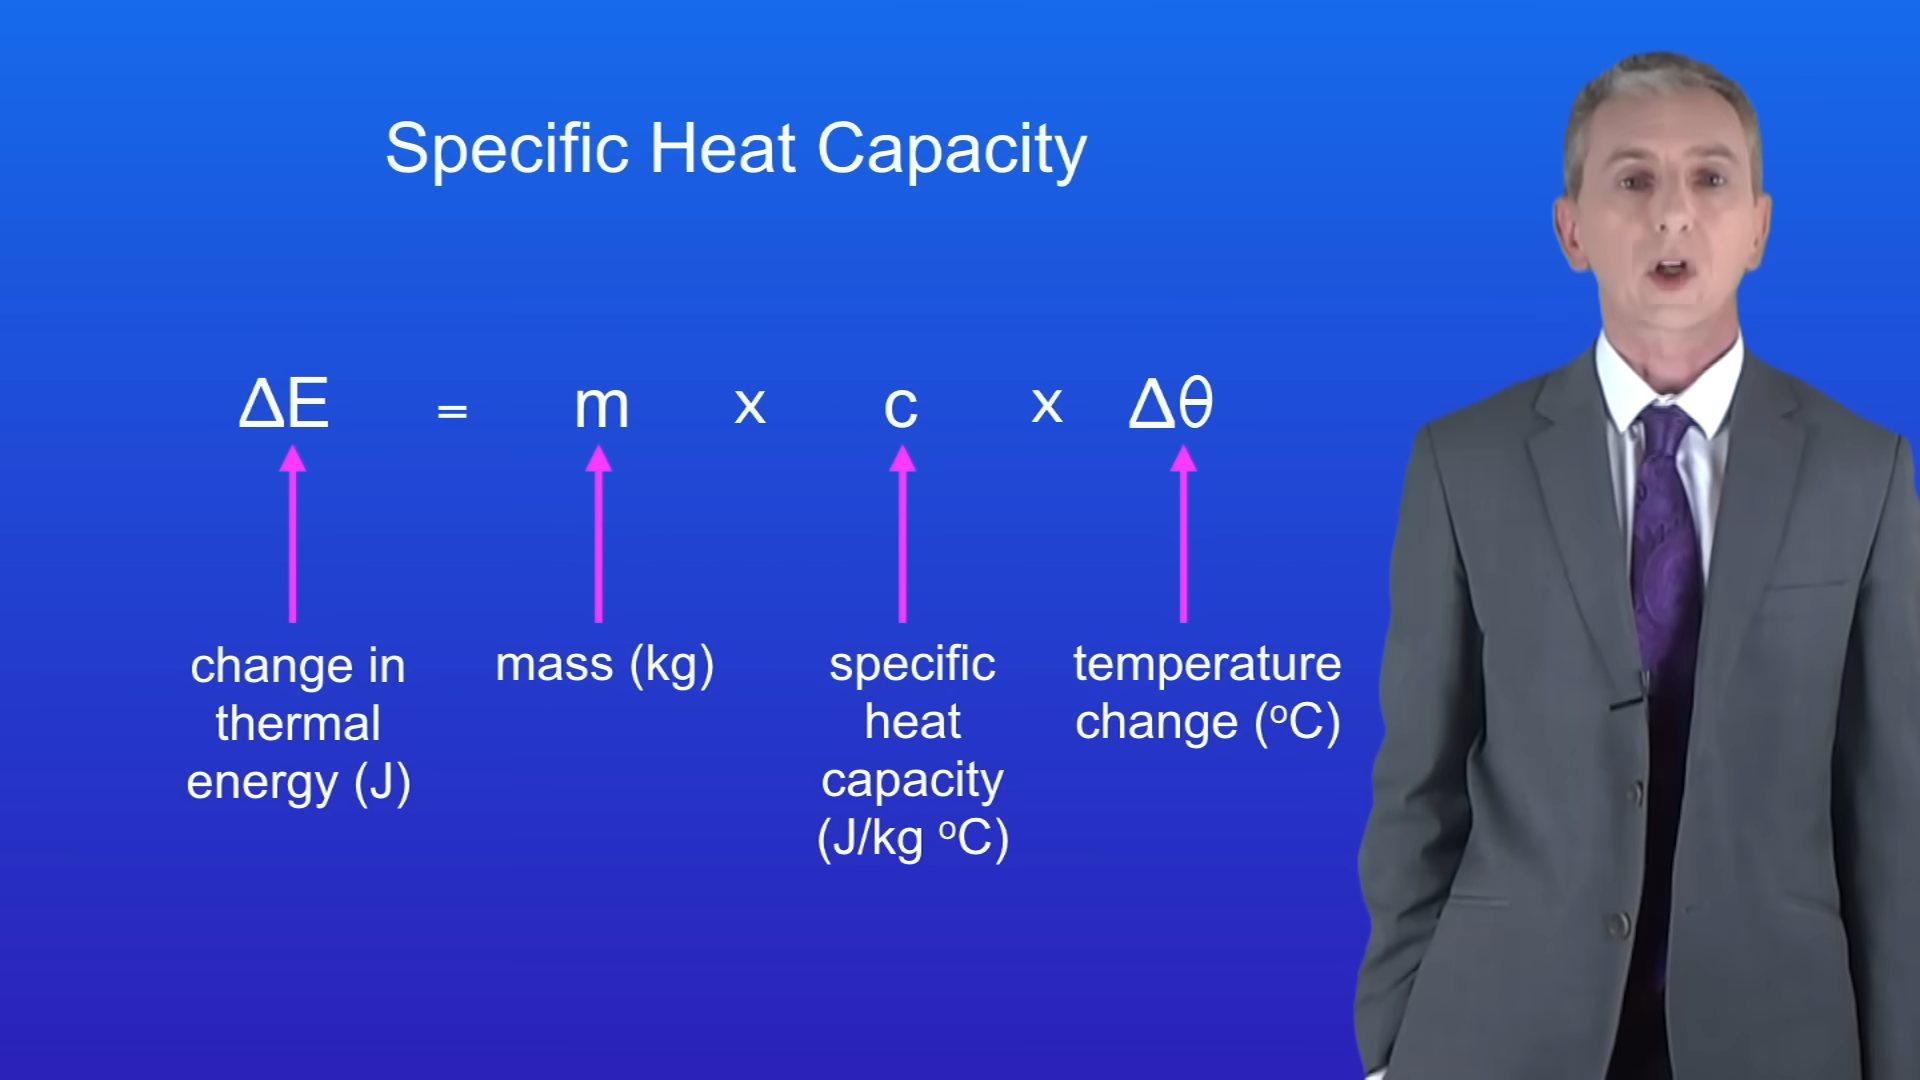 Specific Heat Capacity
ΔE = m x c x Δθ
change in
thermal
energy (J)
mass (kg)
specific
heat
capacity
(J/kg °C)
temperature
change (°C)